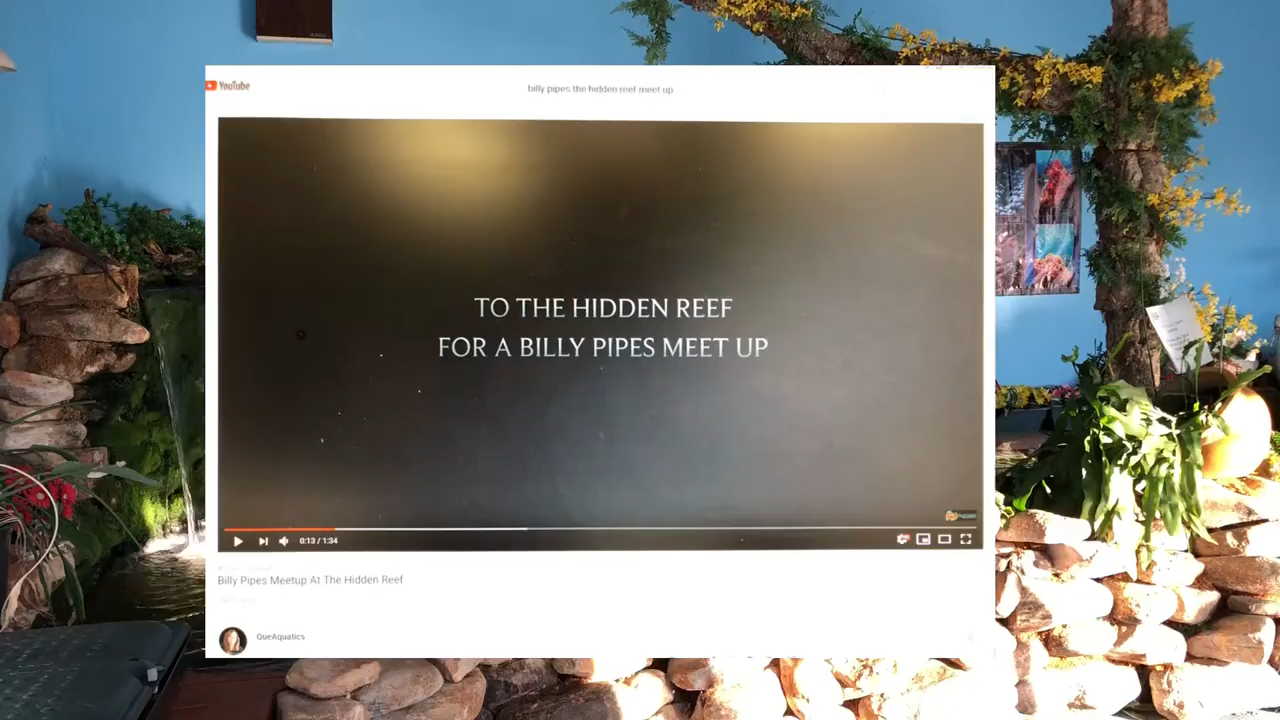 YouTube
billy pipes the hidden reef meet up
TO THE HIDDEN REEF
FOR A BILLY PIPES MEET UP
0:13 / 1:34
Billy Pipes Meetup At The Hidden Reef
QueAquatics